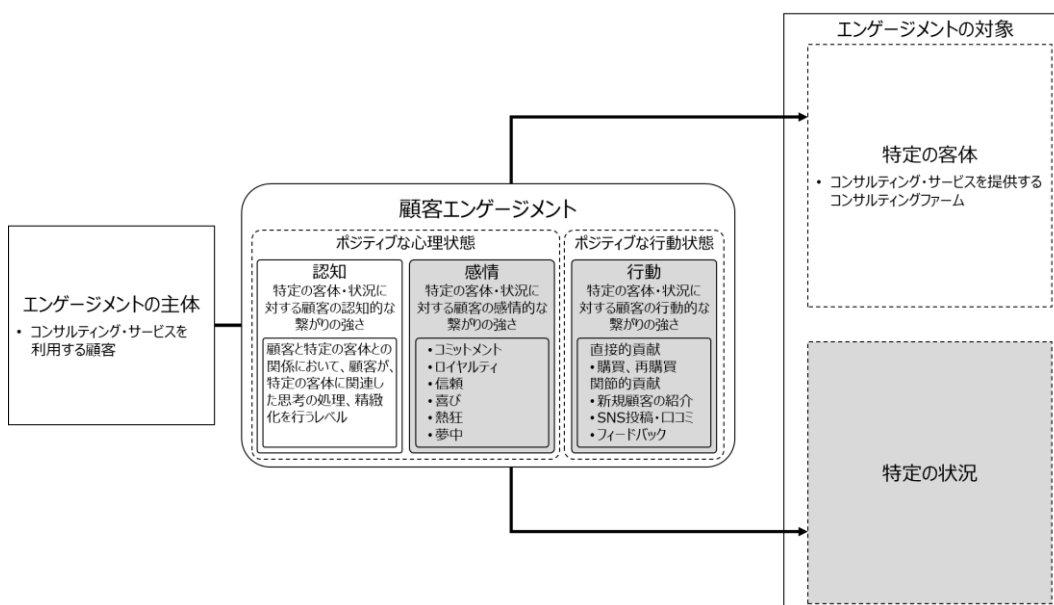 エンゲージメントの主体
• コンサルティング・サービスを
利用する顧客
顧客エンゲージメント
ポジティブな心理状態
認知
特定の客体・状況に
対する顧客の認知的な
繋がりの強さ
顧客と特定の客体との
関係において、顧客が、
特定の客体に関連し
た思考の処理、精緻
化を行うレベル
感情
特定の客体・状況に
対する顧客の感情的な
繋がりの強さ
•コミットメント
•ロイヤルティ
•信頼
•喜び
•熱狂
•夢中
ポジティブな行動状態
行動
特定の客体・状況に
対する顧客の行動的な
繋がりの強さ
直接的貢献
•購買、再購買
関節的貢献
•新規顧客の紹介
•SNS投稿・口コミ
•フィードバック
エンゲージメントの対象
特定の客体
• コンサルティング・サービスを提供する
コンサルティングファーム
特定の状況